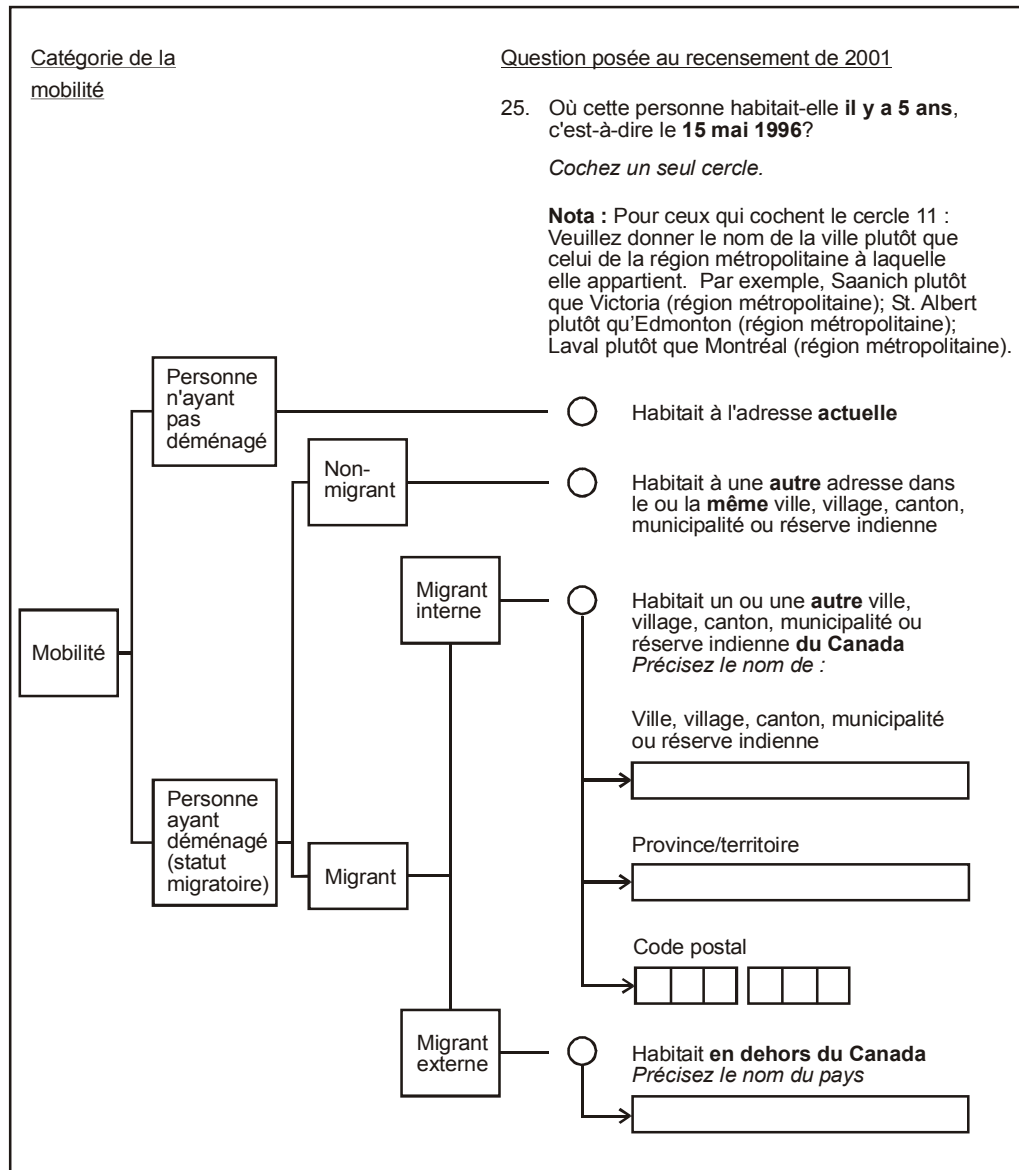 Catégorie de la
mobilité
Question posée au recensement de 2001
25. Où cette personne habitait-elle il y a 5 ans,
c'est-à-dire le 15 mai 1996?
Cochez un seul cercle.
Nota : Pour ceux qui cochent le cercle 11 :
Veuillez donner le nom de la ville plutôt que
celui de la région métropolitaine à laquelle
elle appartient. Par exemple, Saanich plutôt
que Victoria (région métropolitaine); St. Albert
plutôt qu'Edmonton (région métropolitaine);
Laval plutôt que Montréal (région métropolitaine).
Personne
n'ayant
pas
déménagé
Habitait à l'adresse actuelle
Non-
migrant
Habitait à une autre adresse dans
le ou la même ville, village, canton,
municipalité ou réserve indienne
Migrant
interne
Habitait un ou une autre ville,
village, canton, municipalité ou
réserve indienne du Canada
Précisez le nom de :
Mobilité
Ville, village, canton, municipalité
ou réserve indienne
Personne
ayant
déménagé
(statut
migratoire)
Migrant
Province/territoire
Code postal
Migrant
externe
Habitait en dehors du Canada
Précisez le nom du pays